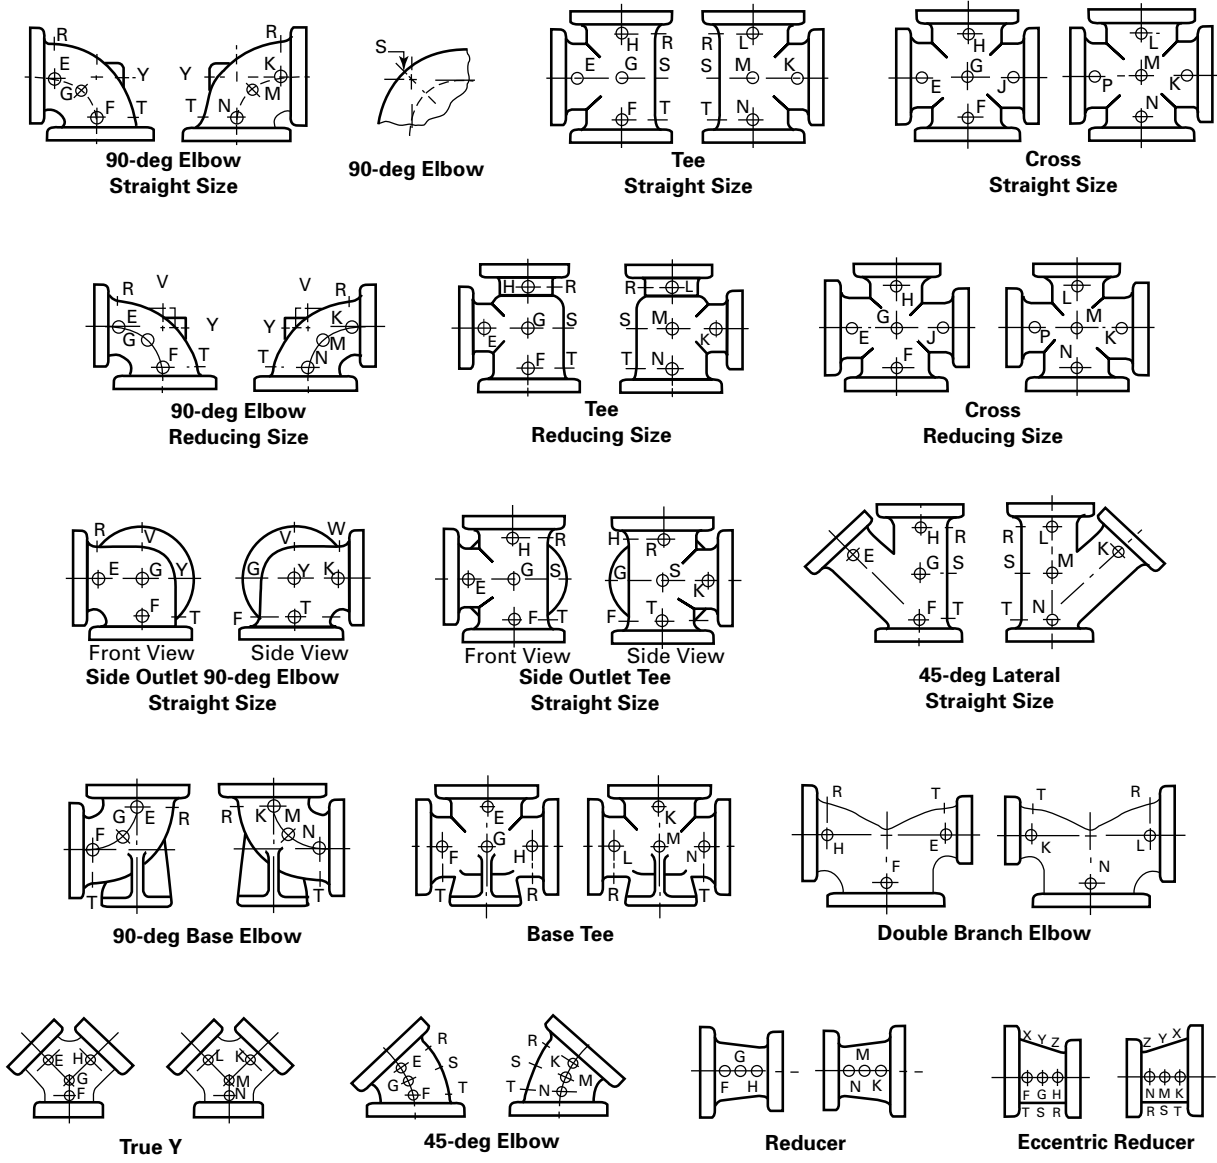 R
E
Y
G
F
T
R
K
Y
M
N
T
90-deg Elbow
Straight Size
S
90-deg Elbow
H
R
E
G
S
F
T
R
L
S
M
K
T
N
Tee
Straight Size
H
G
E
J
F
L
M
P
K
N
Cross
Straight Size
R
V
E
Y
G
F
T
V
R
Y
K
M
T
N
90-deg Elbow
Reducing Size
H
R
G
S
E
F
T
R
L
S
M
K
T
N
Tee
Reducing Size
H
G
E
J
F
L
M
P
K
N
Cross
Reducing Size
R
V
E
G
Y
F
T
Front View
V
W
G
Y
K
F
T
Side View
Side Outlet 90-deg Elbow
Straight Size
H
R
G
S
E
F
T
Front View
H
R
G
S
K
F
T
Side View
Side Outlet Tee
Straight Size
E
H
R
G
S
F
T
R
L
K
S
M
T
N
45-deg Lateral
Straight Size
G
E
R
F
T
R
K
M
N
T
90-deg Base Elbow
E
F
G
H
T
R
K
L
M
N
R
T
Base Tee
R
T
H
E
F
T
R
K
L
N
Double Branch Elbow
E
H
G
F
L
K
M
N
True Y
R
E
S
G
F
T
R
S
K
M
T
N
45-deg Elbow
G
F
H
M
N
K
Reducer
X Y Z
F G H
T S R
Z Y X
N M K
R S T
Eccentric Reducer